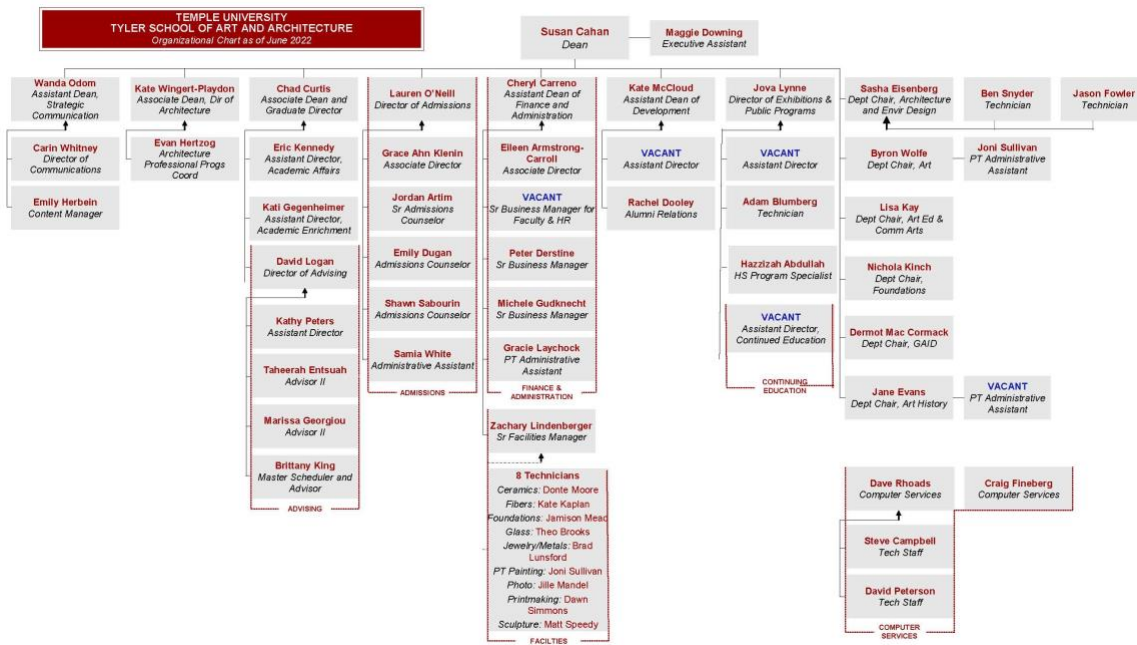 TEMPLE UNIVERSITY
TYLER SCHOOL OF ART AND ARCHITECTURE
Organizational Chart as of June 2022
Susan Cahan
Dean
Maggie Downing
Executive Assistant
Wanda Odom
Assistant Dean,
Strategic
Communication
Carin Whitney
Director of
Communications
Emily Herbein
Content Manager
Kate Wingert-Playdon
Associate Dean, Dir of
Architecture
Evan Hertzog
Architecture
Professional Progs
Coord
Chad Curtis
Associate Dean and
Graduate Director
Eric Kennedy
Assistant Director,
Academic Affairs
Kati Gegenheimer
Assistant Director,
Academic Enrichment
David Logan
Director of Advising
Kathy Peters
Assistant Director
Taheerah Entsuah
Advisor II
Marissa Georgiou
Advisor II
Brittany King
Master Scheduler and
Advisor
ADVISING
Lauren O'Neill
Director of Admissions
Grace Ahn Klenin
Associate Director
Jordan Artim
Sr Admissions
Counselor
Emily Dugan
Admissions Counselor
Shawn Sabourin
Admissions Counselor
Samia White
Administrative Assistant
ADMISSIONS
Cheryl Carreno
Assistant Dean of
Finance and
Administration
Eileen Armstrong-
Carroll
Associate Director
VACANT
Sr Business Manager for
Faculty & HR
Peter Derstine
Sr Business Manager
Michele Gudknecht
Sr Business Manager
Gracie Laychock
PT Administrative
Assistant
FINANCE &
ADMINISTRATION
Zachary Lindenberger
Sr Facilities Manager
8 Technicians
Ceramics: Donte Moore
Fibers: Kate Kaplan
Foundations: Jamison Mead
Glass: Theo Brooks
Jewelry/Metals: Brad
Lunsford
PT Painting: Joni Sullivan
Photo: Jille Mandel
Printmaking: Dawn
Simmons
Sculpture: Matt Speedy
FACILTIES
Kate McCloud
Assistant Dean of
Development
VACANT
Assistant Director
Rachel Dooley
Alumni Relations
Jova Lynne
Director of Exhibitions &
Public Programs
VACANT
Assistant Director
Adam Blumberg
Technician
Hazzizah Abdullah
HS Program Specialist
VACANT
Assistant Director,
Continued Education
CONTINUING
EDUCATION
Sasha Eisenberg
Dept Chair, Architecture
and Envir Design
Ben Snyder
Technician
Jason Fowler
Technician
Byron Wolfe
Dept Chair, Art
Joni Sullivan
PT Administrative
Assistant
Lisa Kay
Dept Chair, Art Ed &
Comm Arts
Nichola Kinch
Dept Chair,
Foundations
Dermot Mac Cormack
Dept Chair, GAID
Jane Evans
Dept Chair, Art History
VACANT
PT Administrative
Assistant
Dave Rhoads
Computer Services
Craig Fineberg
Computer Services
Steve Campbell
Tech Staff
David Peterson
Tech Staff
COMPUTER
SERVICES